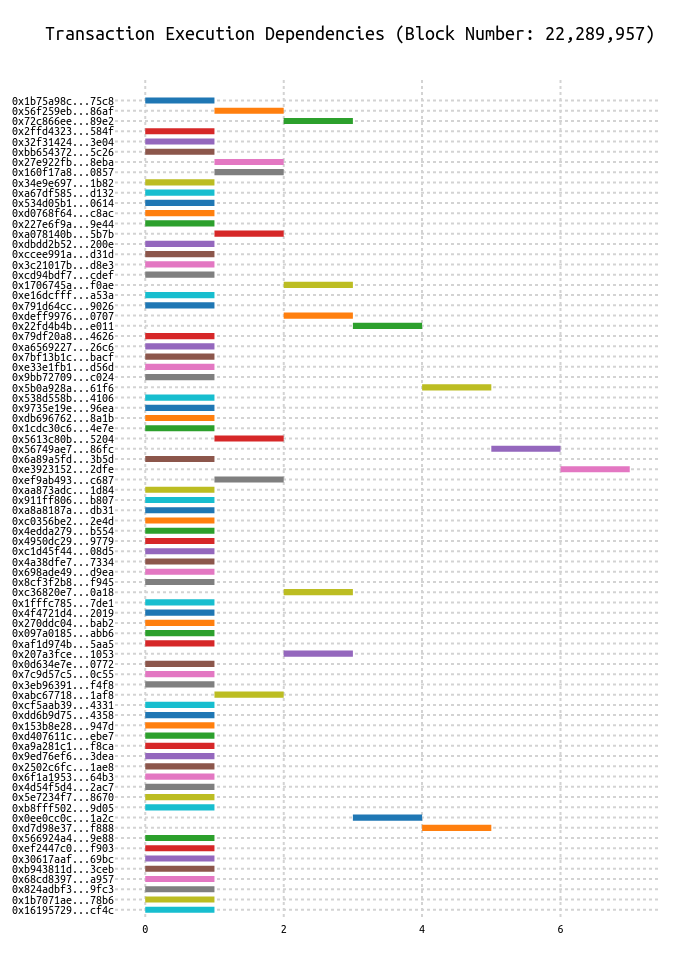 Transaction Execution Dependencies (Block Number: 22,289,957)
0x1b75a98c...75c8
0x56f259eb...86af
0x72c866ee...89e2
0x2ffd4323...584f
0x32f31424...3e04
0xbb654372...5c26
0x27e922fb...8eba
0x160f17a8...0857
0x34e9e697...1b82
0xa67df585...d132
0x534d05b1...0614
0xd0768f64...c8ac
0x227e6f9a...9e44
0xa078140b...5b7b
0xdbdd2b52...200e
0xccee991a...d31d
0x3c21017b...d8e3
0xcd94bdf7...cdef
0x1706745a...f0ae
0xe16dcfff...a53a
0x791d64cc...9026
0xdeff9976...0707
0x22fd4b4b...e011
0x79df20a8...4626
0xa6569227...26c6
0x7bf13b1c...bacf
0xe33e1fb1...d56d
0x9bb72709...c024
0x5b0a928a...61f6
0x538d558b...4106
0x9735e19e...96ea
0xdb696762...8a1b
0x1cdc30c6...4e7e
0x5613c80b...5204
0x56749ae7...86fc
0x6a89a5fd...3b5d
0xe3923152...2dfe
0xef9ab493...c687
0xaa873adc...1d84
0x911ff806...b807
0xa8a8187a...db31
0xc0356be2...2e4d
0x4edda279...b554
0x4950dc29...9779
0xc1d45f44...08d5
0x4a38dfe7...7334
0x698ade49...d9ea
0x8cf3f2b8...f945
0xc36820e7...0a18
0x1fffc785...7de1
0x4f4721d4...2019
0x270ddc04...bab2
0x097a0185...abb6
0xaf1d974b...5aa5
0x207a3fce...1053
0x0d634e7e...0772
0x7c9d57c5...0c55
0x3eb96391...f4f8
0xabc67718...1af8
0xcf5aab39...4331
0xdd6b9d75...4358
0x153b8e28...947d
0xd407611c...ebe7
0xa9a281c1...f8ca
0x9ed76ef6...3dea
0x2502c6fc...1ae8
0x6f1a1953...64b3
0x4d54f5d4...2ac7
0x5e7234f7...8670
0xb8fff502...9d05
0x0ee0cc0c...1a2c
0xd7d98e37...f888
0x566924a4...9e88
0xef2447c0...f903
0x30617aaf...69bc
0xb943811d...3ceb
0x68cd8397...a957
0x824adbf3...9fc3
0x1b7071ae...78b6
0x16195729...cf4c
0 2 4 6